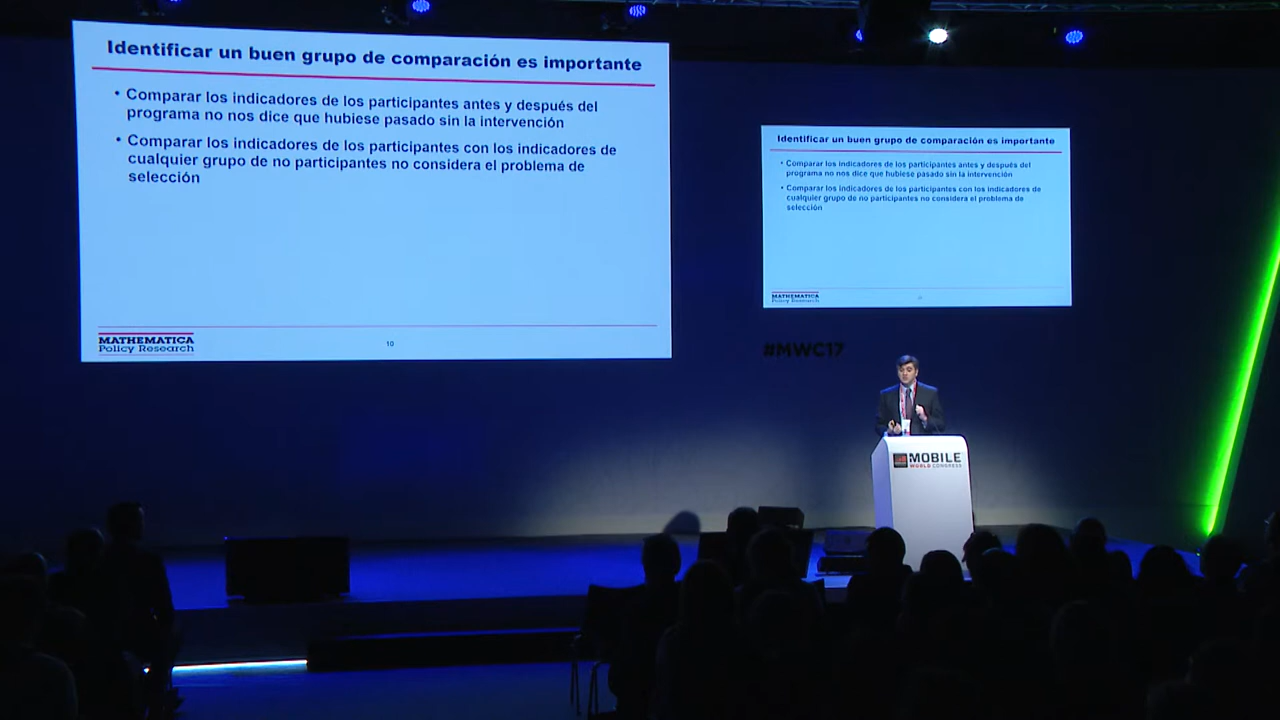 Identificar un buen grupo de comparación es importante
• Comparar los indicadores de los participantes antes y después del
programa no nos dice que hubiese pasado sin la intervención
• Comparar los indicadores de los participantes con los indicadores de
cualquier grupo de no participantes no considera el problema de
selección
MATHEMATICA
Policy Research
10
Identificar un buen grupo de comparación es importante
• Comparar los indicadores de los participantes antes y después del
programa no nos dice que hubiese pasado sin la intervención
• Comparar los indicadores de los participantes con los indicadores de
cualquier grupo de no participantes no considera el problema de
selección
MATHEMATICA
Policy Research
#MWC17
MOBILE
WORLD CONGRESS